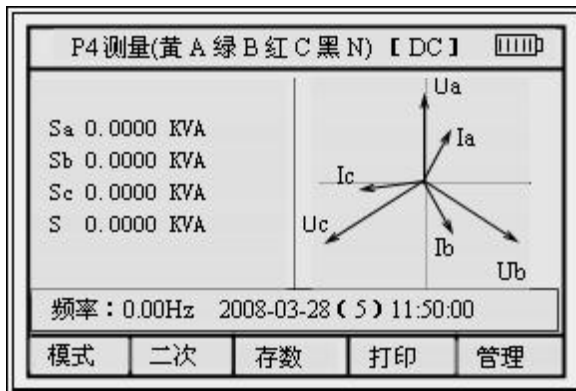 P4测量(黄A绿B红C黑N)【DC】
Sa 0.0000 KVA
Sb 0.0000 KVA
Sc 0.0000 KVA
S 0.0000 KVA
Ua
Ia
Ic
Uc
Ib
Ub
频率：0.00Hz 2008-03-28(5)11:50:00
模式 二次 存数 打印 管理